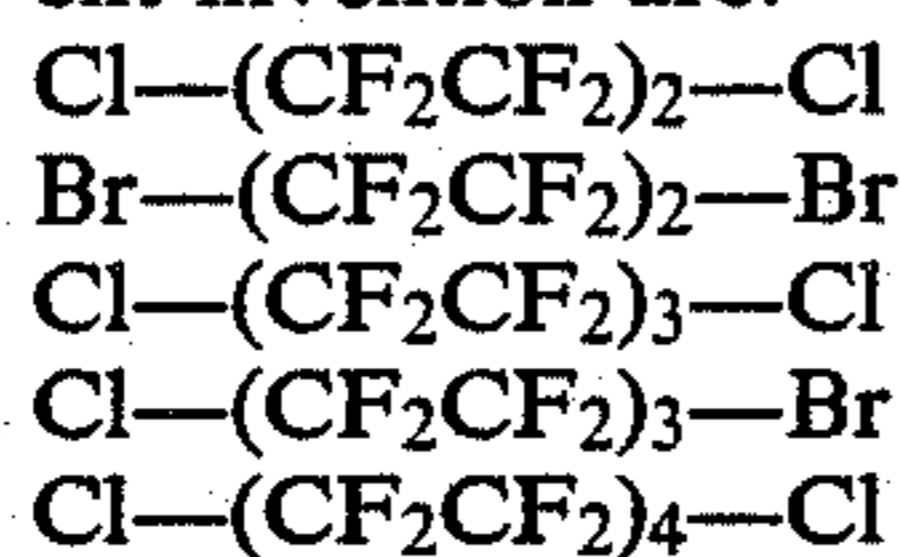 Cl—(CF₂CF₂)₂—Cl
Br—(CF₂CF₂)₂—Br
Cl—(CF₂CF₂)₃—Cl
Cl—(CF₂CF₂)₃—Br
Cl—(CF₂CF₂)₄—Cl